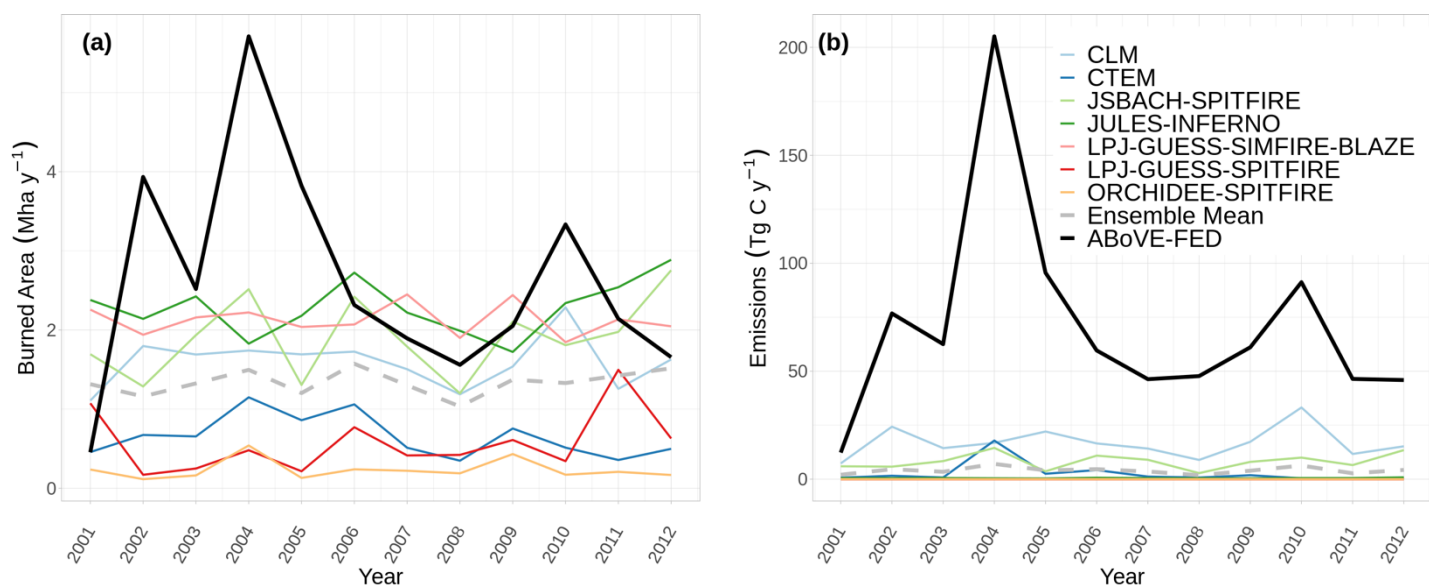 (a)
Burned Area (Mha y⁻¹)
4
2
0
2001
2002
2003
2004
2005
2006
2007
2008
2009
2010
2011
2012
Year
(b)
Emissions (Tg C y⁻¹)
200
150
100
50
0
CLM
CTEM
JSBACH-SPITFIRE
JULES-INFERNO
LPJ-GUESS-SIMFIRE-BLAZE
LPJ-GUESS-SPITFIRE
ORCHIDEE-SPITFIRE
Ensemble Mean
ABoVE-FED
2001
2002
2003
2004
2005
2006
2007
2008
2009
2010
2011
2012
Year